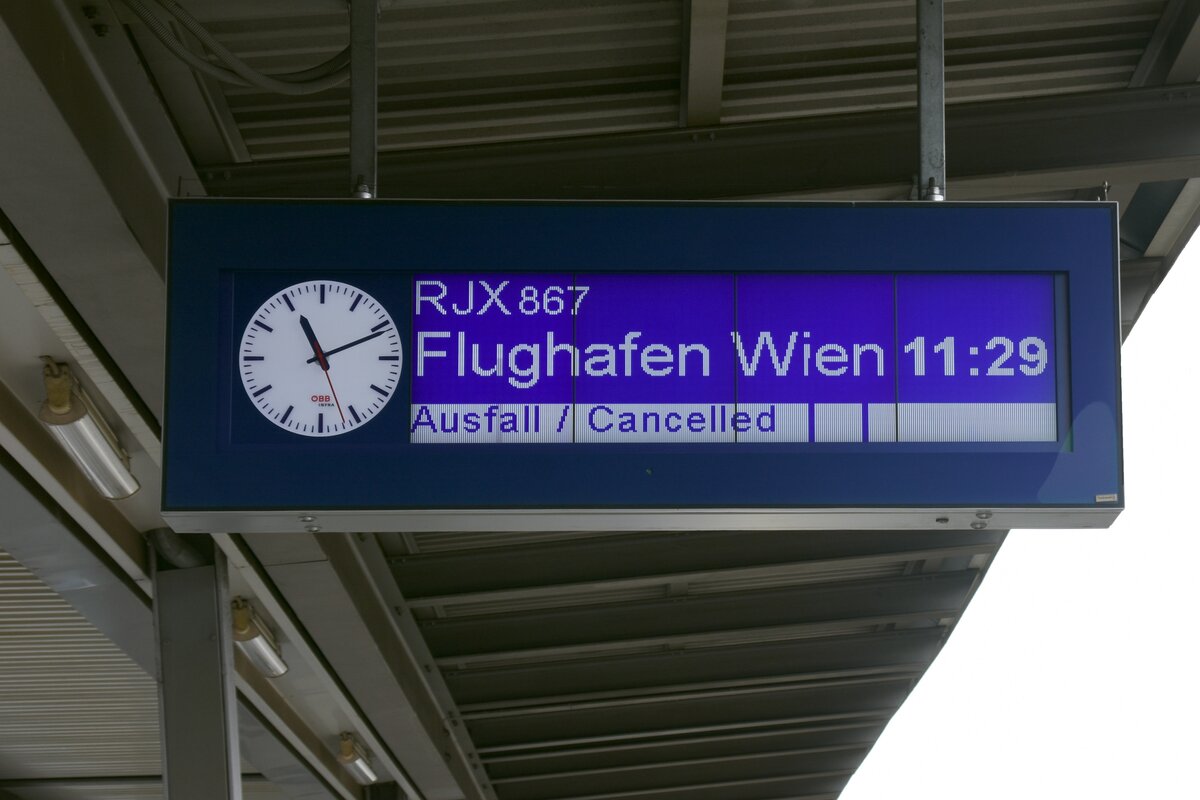 RJX 867
Flughafen Wien 11:29
Ausfall / Cancelled
ÖBB
INFRA